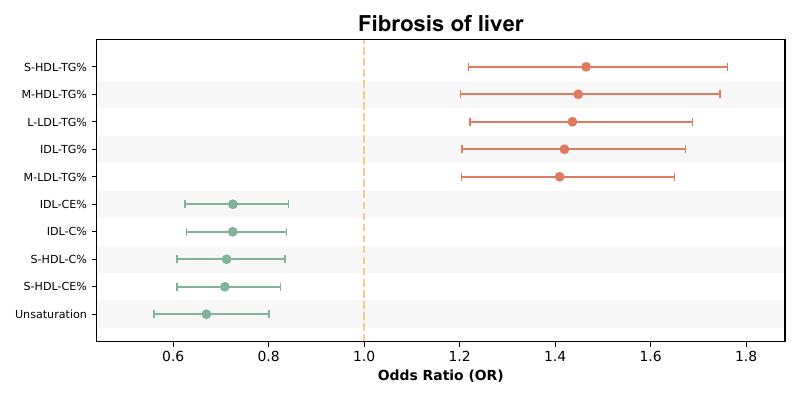 Fibrosis of liver
S-HDL-TG%
M-HDL-TG%
L-LDL-TG%
IDL-TG%
M-LDL-TG%
IDL-CE%
IDL-C%
S-HDL-C%
S-HDL-CE%
Unsaturation
0.6 0.8 1.0 1.2 1.4 1.6 1.8
Odds Ratio (OR)